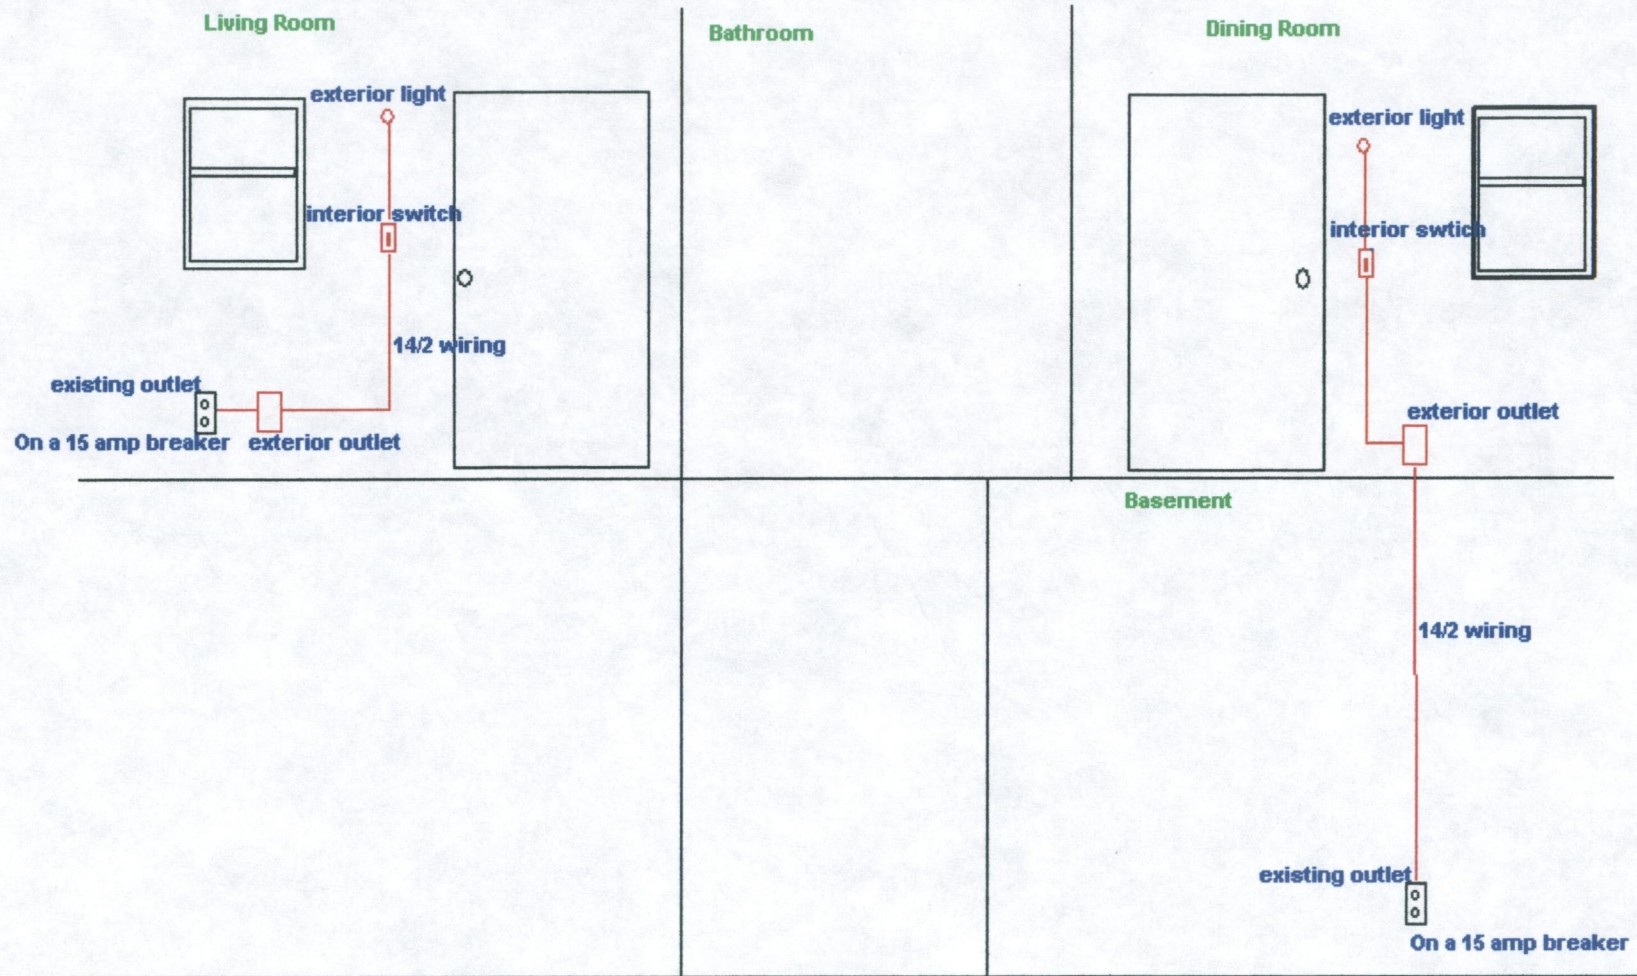 Living Room
Bathroom
Dining Room
exterior light
exterior light
interior switch
interior swtich
14/2 wiring
existing outlet
On a 15 amp breaker
exterior outlet
exterior outlet
Basement
14/2 wiring
existing outlet
On a 15 amp breaker